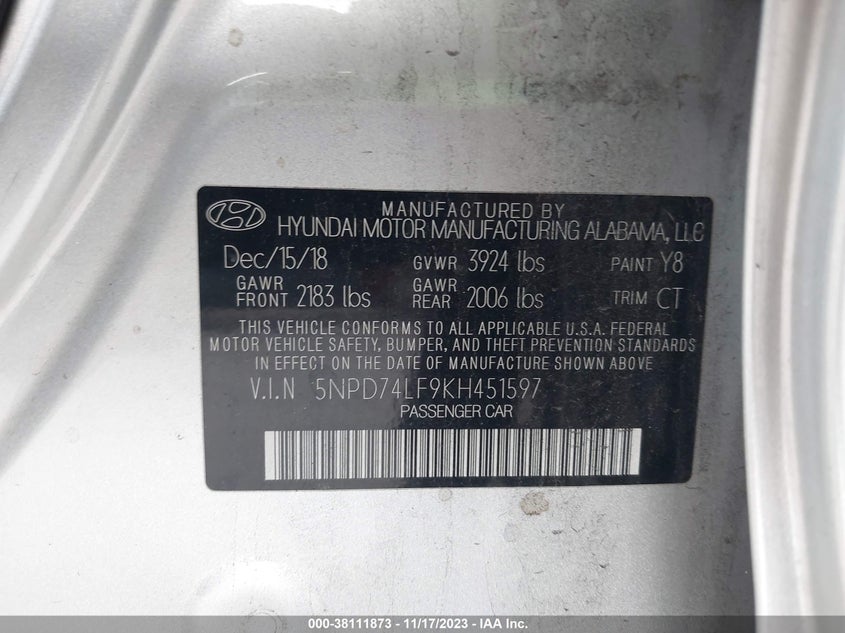 MANUFACTURED BY
HYUNDAI MOTOR MANUFACTURING ALABAMA, LLC
Dec/15/18 GVWR 3924 lbs PAINT Y8
GAWR FRONT 2183 lbs GAWR REAR 2006 lbs TRIM CT
THIS VEHICLE CONFORMS TO ALL APPLICABLE U.S.A. FEDERAL
MOTOR VEHICLE SAFETY, BUMPER, AND THEFT PREVENTION STANDARDS
IN EFFECT ON THE DATE OF MANUFACTURE SHOWN ABOVE
V.I.N 5NPD74LF9KH451597
PASSENGER CAR
000-38111873 - 11/17/2023 - IAA Inc.